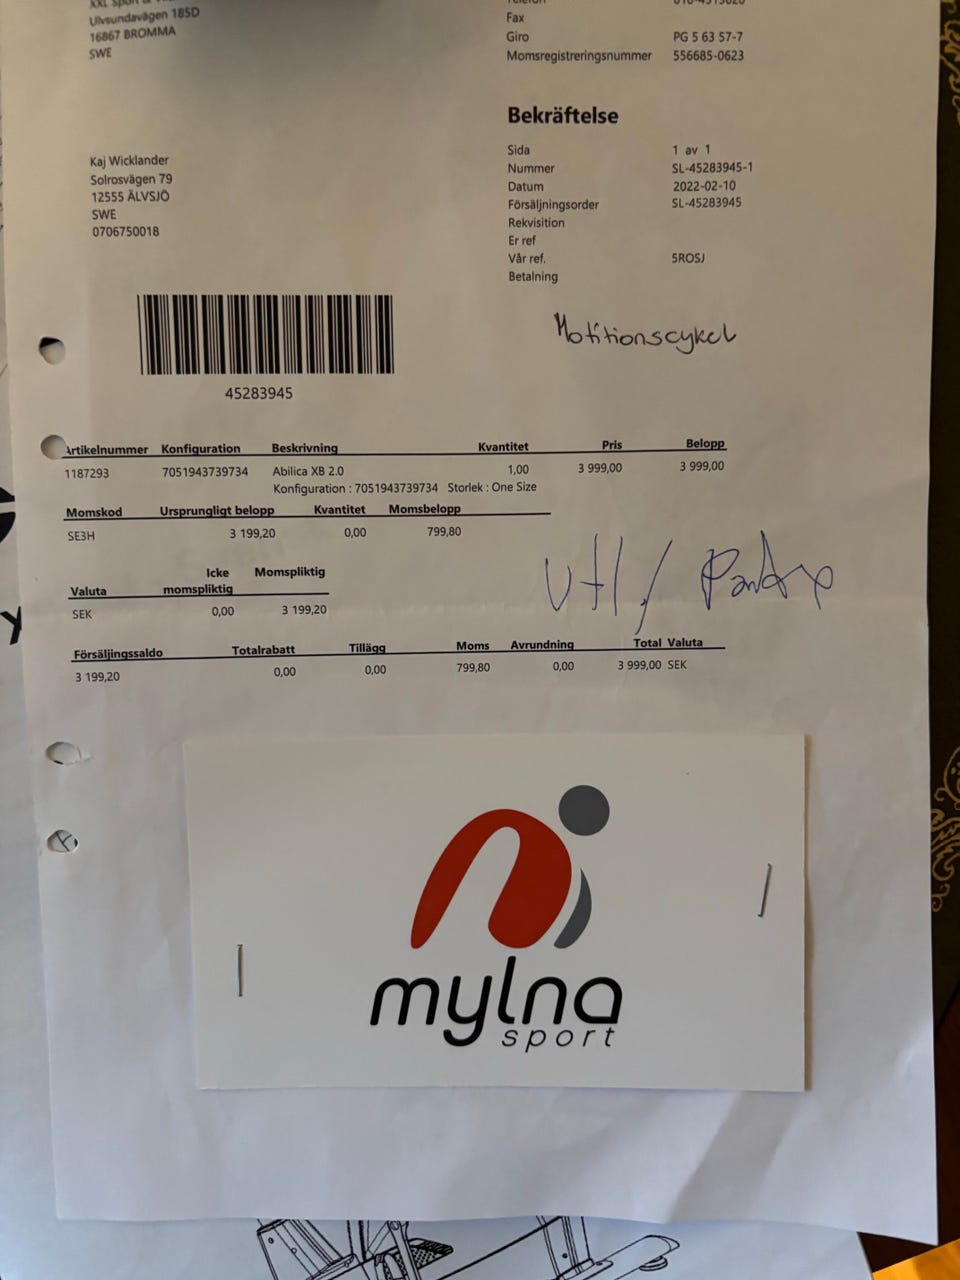 XXL Sport &
Ulvsundavägen 185D
16867 BROMMA
SWE
Telefon
Fax
Giro PG 5 63 57-7
Momsregistreringsnummer 556685-0623
Bekräftelse
Kaj Wicklander
Solrosvägen 79
12555 ÄLVSJÖ
SWE
0706750018
Sida 1 av 1
Nummer SL-45283945-1
Datum 2022-02-10
Försäljningsorder SL-45283945
Rekvisition
Er ref
Vår ref. 5ROSJ
Betalning
Motitionscykel
45283945
Artikelnummer Konfiguration Beskrivning Kvantitet Pris Belopp
1187293 7051943739734 Abilica XB 2.0 1,00 3 999,00 3 999,00
Konfiguration : 7051943739734 Storlek : One Size
Momskod Ursprungligt belopp Kvantitet Momsbelopp
SE3H 3 199,20 0,00 799,80
Valuta Icke momspliktig Momspliktig
SEK 0,00 3 199,20
Utl /
Försäljningssaldo Totalrabatt Tillägg Moms Avrundning Total Valuta
3 199,20 0,00 0,00 799,80 0,00 3 999,00 SEK
mylna
sport